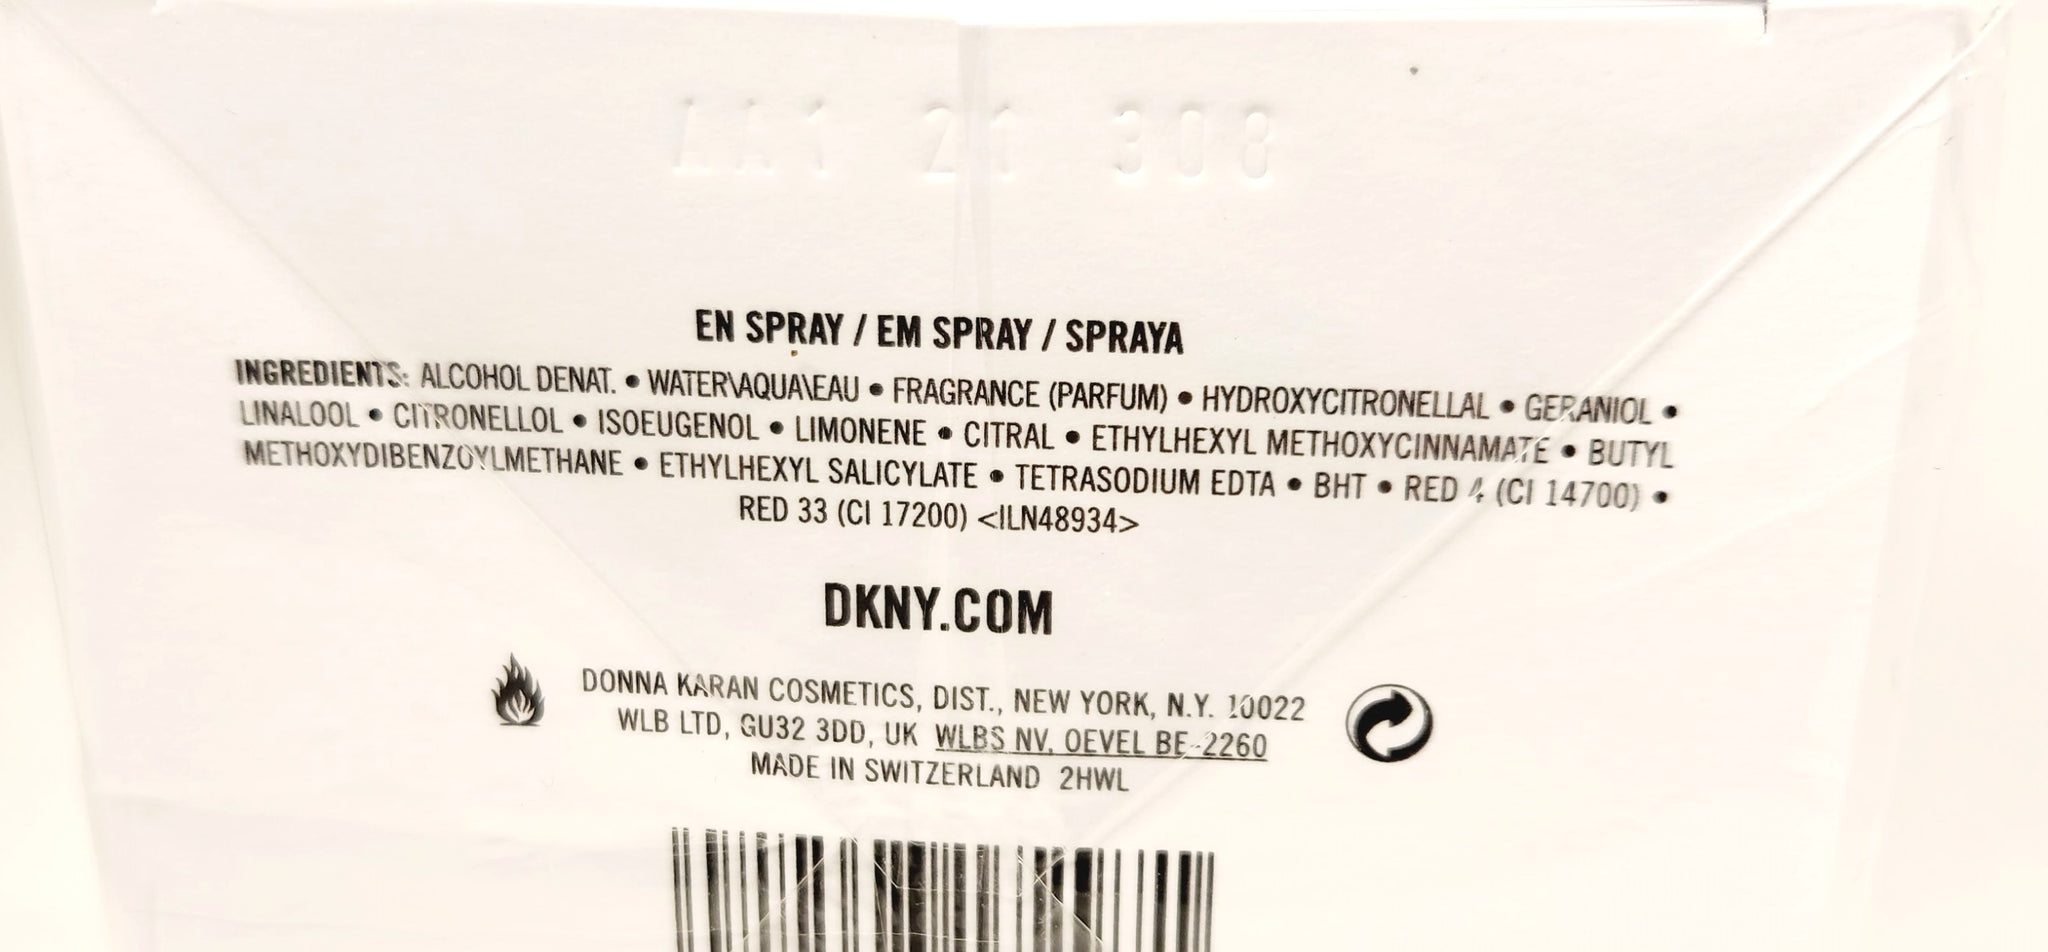 AA1 21 308
EN SPRAY / EM SPRAY / SPRAYA
INGREDIENTS: ALCOHOL DENAT. • WATER\AQUA\EAU • FRAGRANCE (PARFUM) • HYDROXYCITRONELLAL • GERANIOL •
LINALOOL • CITRONELLOL • ISOEUGENOL • LIMONENE • CITRAL • ETHYLHEXYL METHOXYCINNAMATE • BUTYL
METHOXYDIBENZOYLMETHANE • ETHYLHEXYL SALICYLATE • TETRASODIUM EDTA • BHT • RED 4 (CI 14700) •
RED 33 (CI 17200) <ILN48934>
DKNY.COM
DONNA KARAN COSMETICS, DIST., NEW YORK, N.Y. 10022
WLB LTD, GU32 3DD, UK WLBS NV, OEVEL BE-2260
MADE IN SWITZERLAND 2HWL